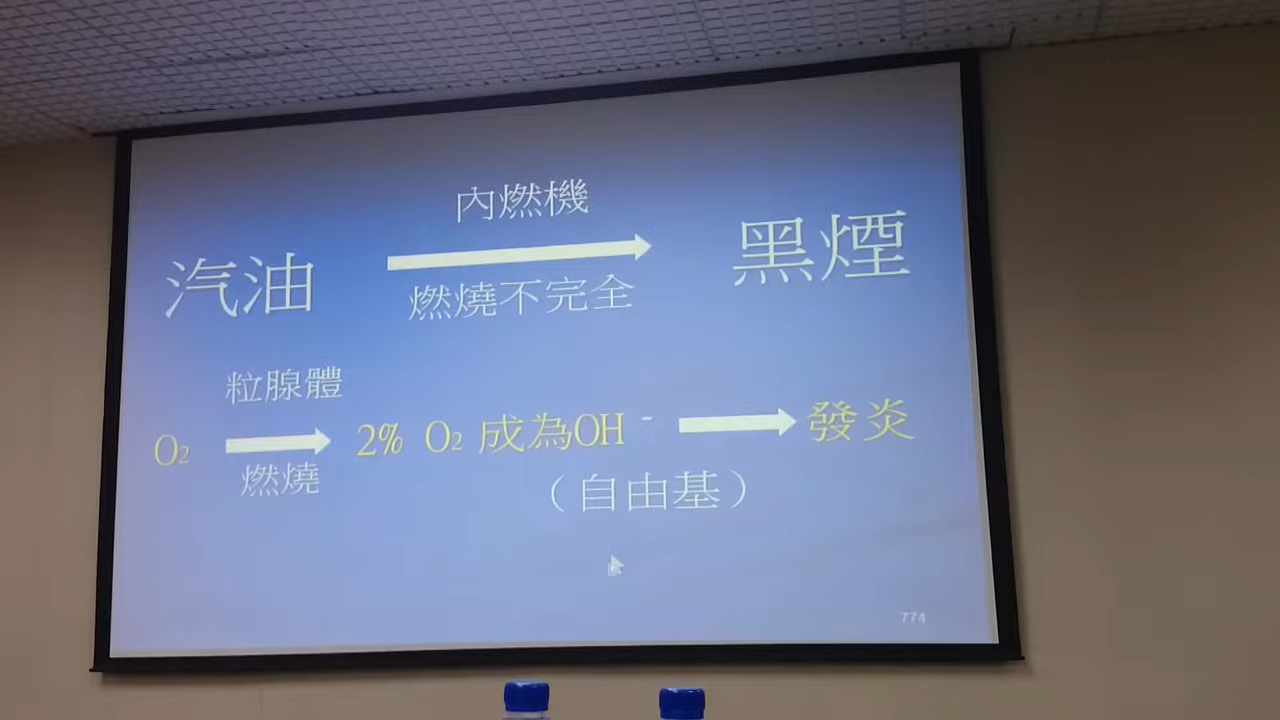 內燃機
汽油 黑煙
燃燒不完全
粒腺體
O₂ 2% O₂ 成為OH⁻ 發炎
燃燒
（自由基）
774